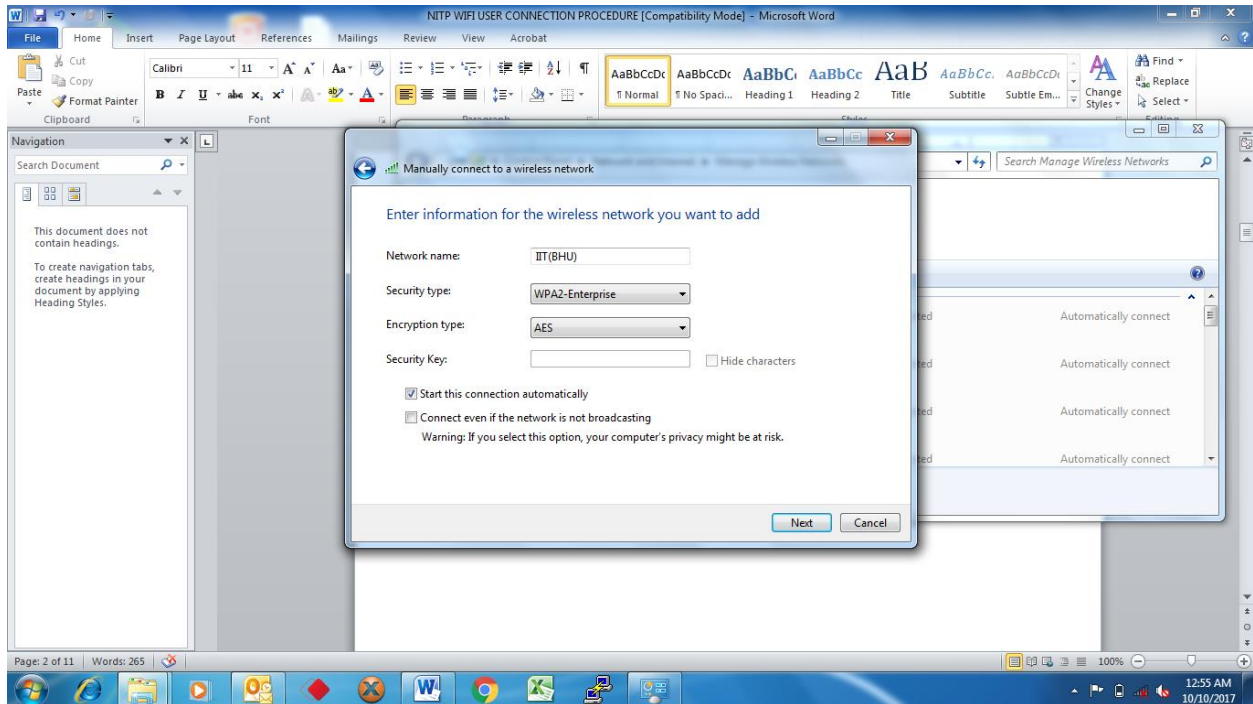 NITP WIFI USER CONNECTION PROCEDURE [Compatibility Mode] - Microsoft Word
File Home Insert Page Layout References Mailings Review View Acrobat
Paste
Cut
Copy
Format Painter
Clipboard
Calibri 11
Font
Paragraph
AaBbCcDc AaBbCcDc AaBbC AaBbCc AaB AaBbCc. AaBbCcDc
¶ Normal ¶ No Spaci... Heading 1 Heading 2 Title Subtitle Subtle Em...
Change Styles
Styles
Find
Replace
Select
Editing
Navigation
Search Document
This document does not
contain headings.
To create navigation tabs,
create headings in your
document by applying
Heading Styles.
Search Manage Wireless Networks
Manually connect to a wireless network
Enter information for the wireless network you want to add
Network name: IIT(BHU)
Security type: WPA2-Enterprise
Encryption type: AES
Security Key: Hide characters
Start this connection automatically
Connect even if the network is not broadcasting
Warning: If you select this option, your computer's privacy might be at risk.
Next Cancel
Automatically connect
Automatically connect
Automatically connect
Automatically connect
Page: 2 of 11 Words: 265 100%
12:55 AM
10/10/2017